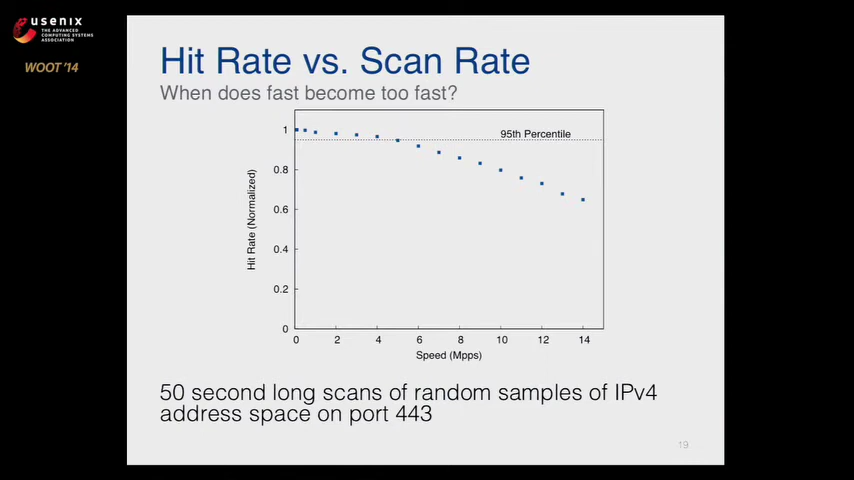 usenix
THE ADVANCED
COMPUTING SYSTEMS
ASSOCIATION
WOOT '14
Hit Rate vs. Scan Rate
When does fast become too fast?
95th Percentile
1
0.8
0.6
0.4
0.2
0
Hit Rate (Normalized)
0 2 4 6 8 10 12 14
Speed (Mpps)
50 second long scans of random samples of IPv4
address space on port 443
19